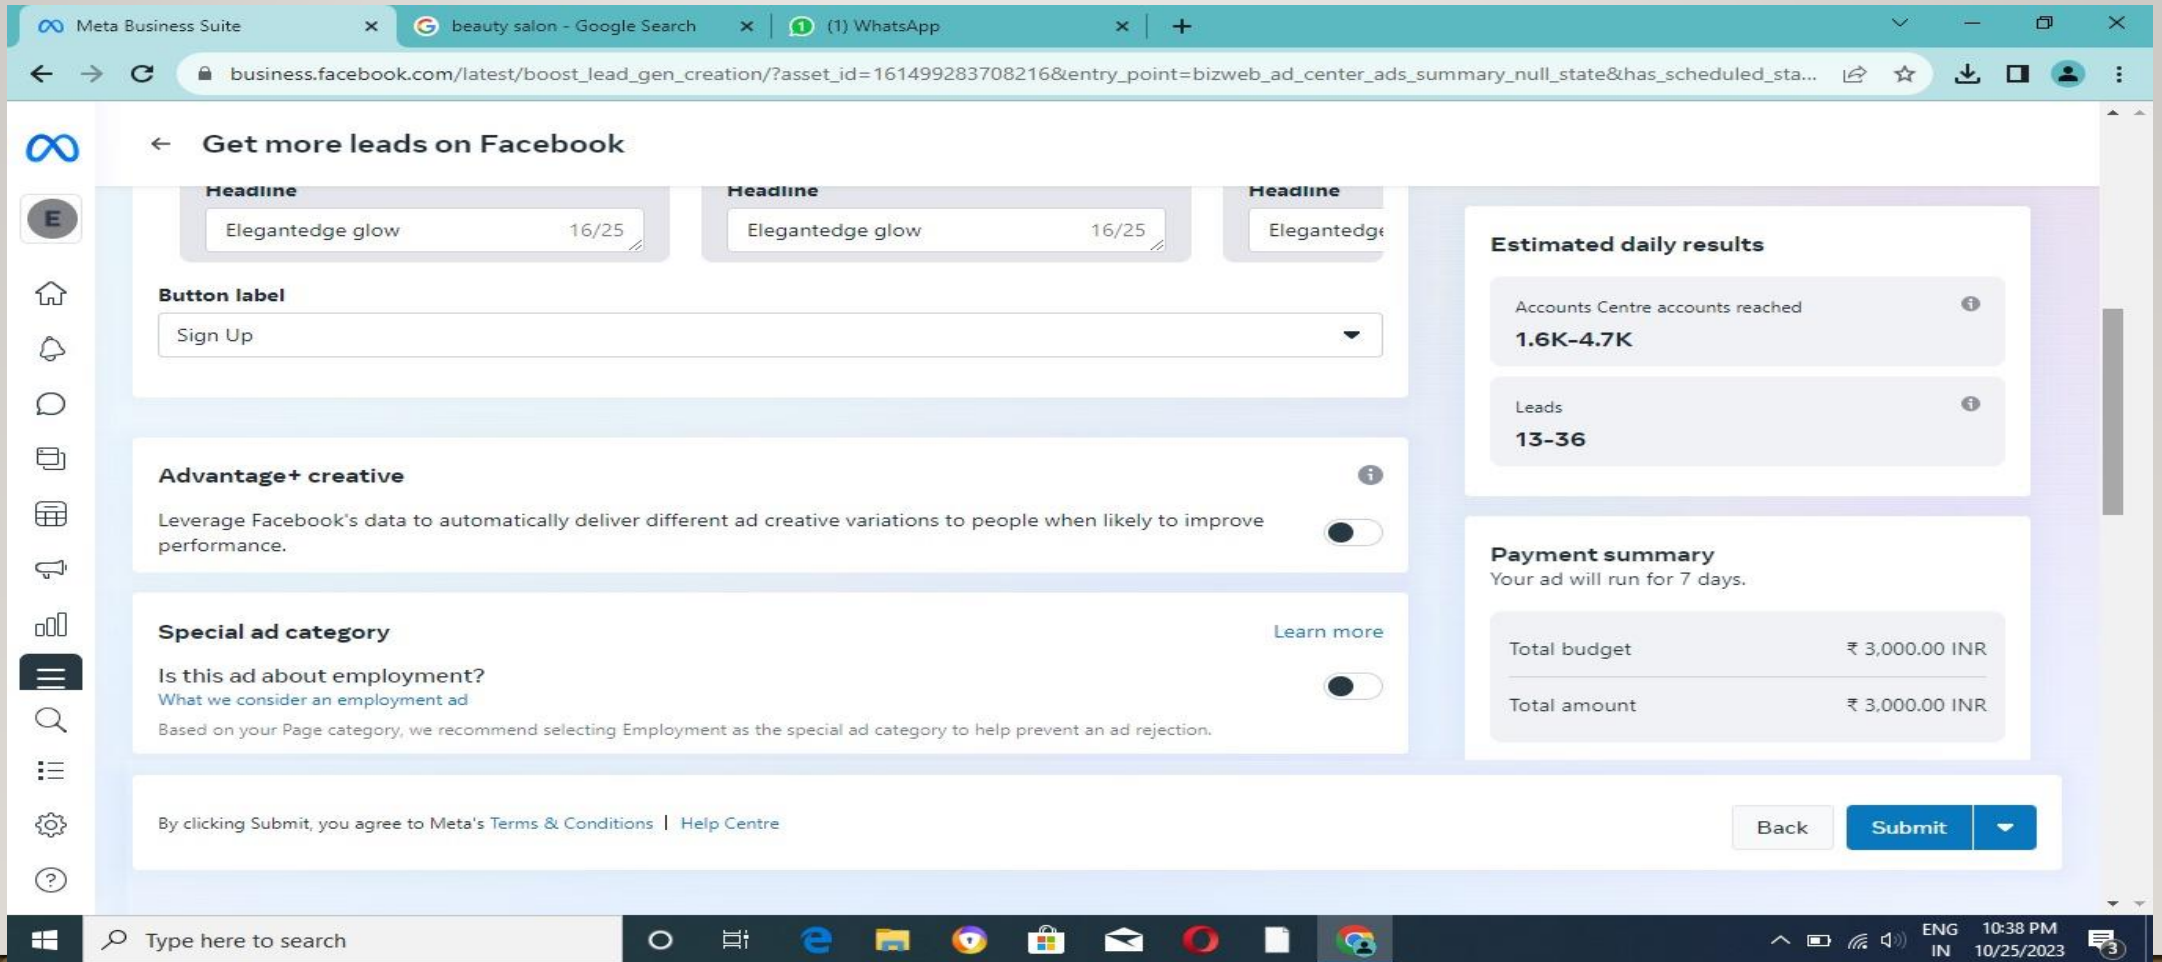 Meta Business Suite
beauty salon - Google Search
1
(1) WhatsApp
business.facebook.com/latest/boost_lead_gen_creation/?asset_id=161499283708216&entry_point=bizweb_ad_center_ads_summary_null_state&has_scheduled_sta...
Get more leads on Facebook
E
Headline Headline Headline
Elegantedge glow 16/25 Elegantedge glow 16/25 Elegantedge
Button label
Sign Up
Advantage+ creative
Leverage Facebook's data to automatically deliver different ad creative variations to people when likely to improve
performance.
Special ad category Learn more
Is this ad about employment?
What we consider an employment ad
Based on your Page category, we recommend selecting Employment as the special ad category to help prevent an ad rejection.
Estimated daily results
Accounts Centre accounts reached
1.6K-4.7K
Leads
13-36
Payment summary
Your ad will run for 7 days.
Total budget ₹ 3,000.00 INR
Total amount ₹ 3,000.00 INR
By clicking Submit, you agree to Meta's Terms & Conditions | Help Centre
Back Submit
Type here to search
ENG 10:38 PM
IN 10/25/2023
3